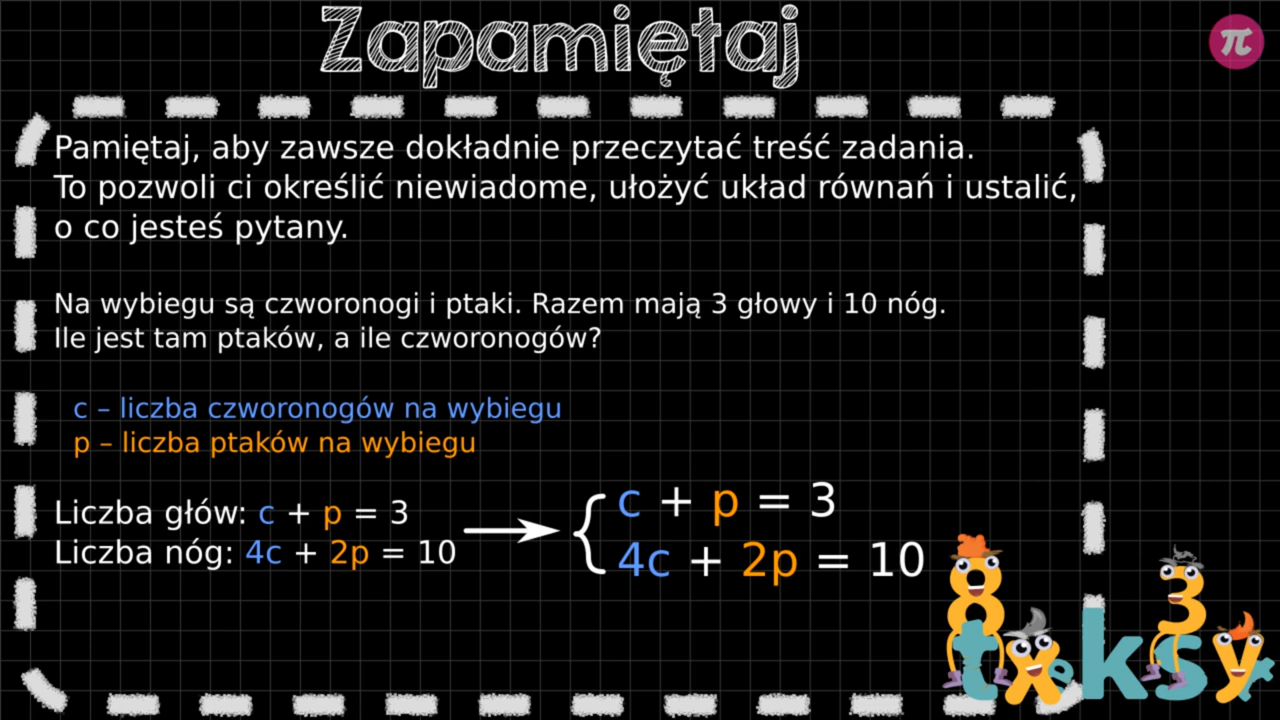 Zapamiętaj
π
Pamiętaj, aby zawsze dokładnie przeczytać treść zadania.
To pozwoli ci określić niewiadome, ułożyć układ równań i ustalić,
o co jesteś pytany.
Na wybiegu są czworonogi i ptaki. Razem mają 3 głowy i 10 nóg.
Ile jest tam ptaków, a ile czworonogów?
c – liczba czworonogów na wybiegu
p – liczba ptaków na wybiegu
Liczba głów: c + p = 3
Liczba nóg: 4c + 2p = 10
c + p = 3
4c + 2p = 10
8 3
txeksy